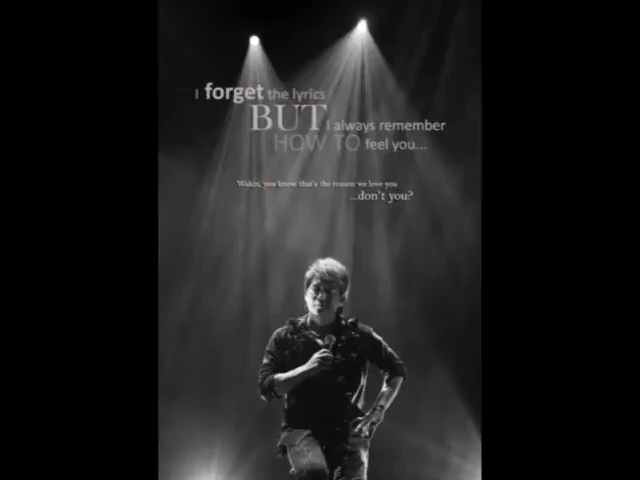 I forget the lyrics
BUT I always remember
HOW TO feel you...
Wakin, you know that's the reason we love you
...don't you?